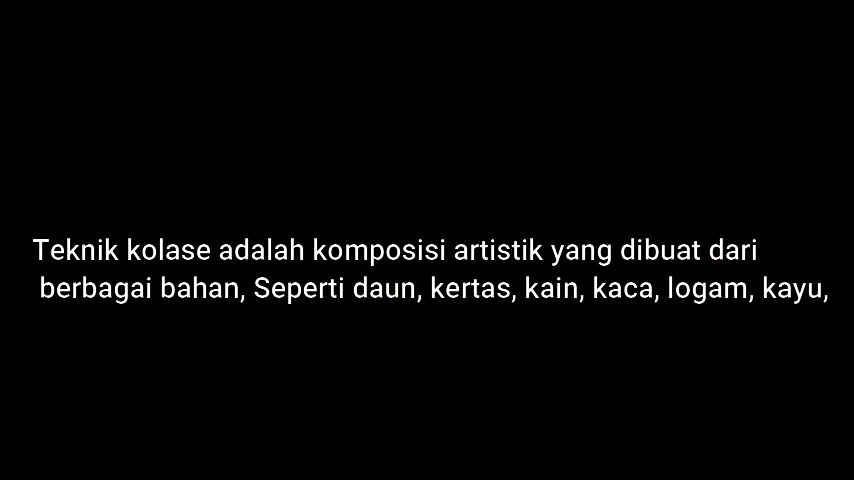 Teknik kolase adalah komposisi artistik yang dibuat dari
berbagai bahan, Seperti daun, kertas, kain, kaca, logam, kayu,